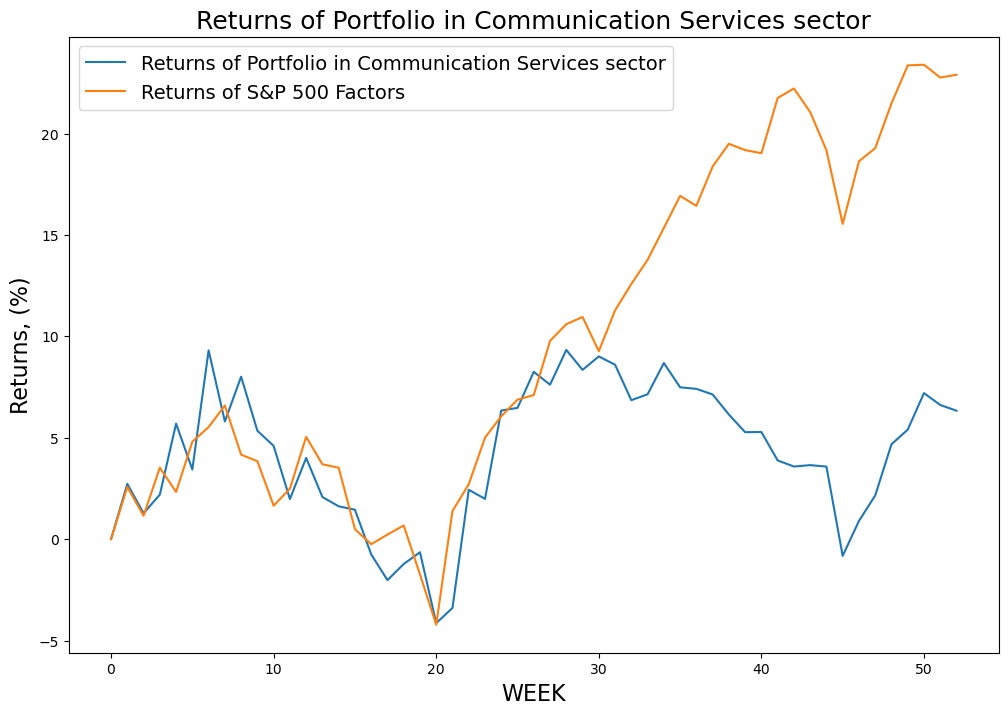 Returns of Portfolio in Communication Services sector
Returns of Portfolio in Communication Services sector
Returns of S&P 500 Factors
Returns, (%)
20
15
10
5
0
−5
0 10 20 30 40 50
WEEK